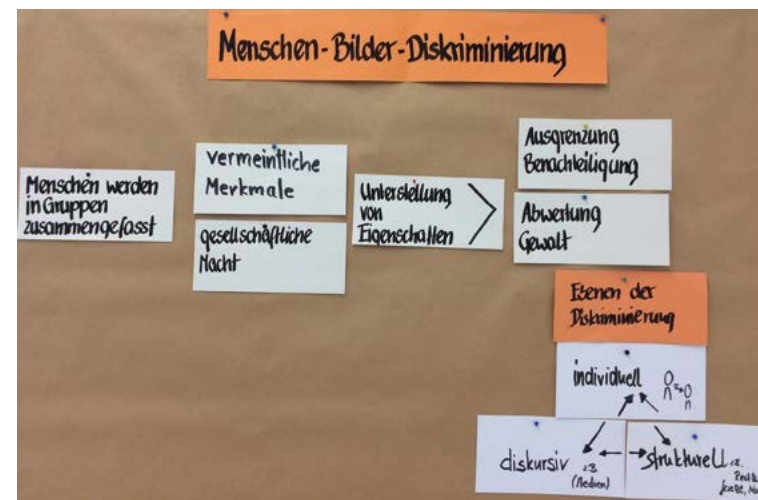 Menschen-Bilder-Diskriminierung
Menschen werden
in Gruppen
zusammengefasst
vermeintliche
Merkmale
gesellschaftliche
Macht
Unterstellung
von
Eigenschaften
Ausgrenzung
Benachteiligung
Abwertung
Gewalt
Ebenen der
Diskriminierung
individuell
diskursiv z.B.
(Medien)
strukturell z.B.